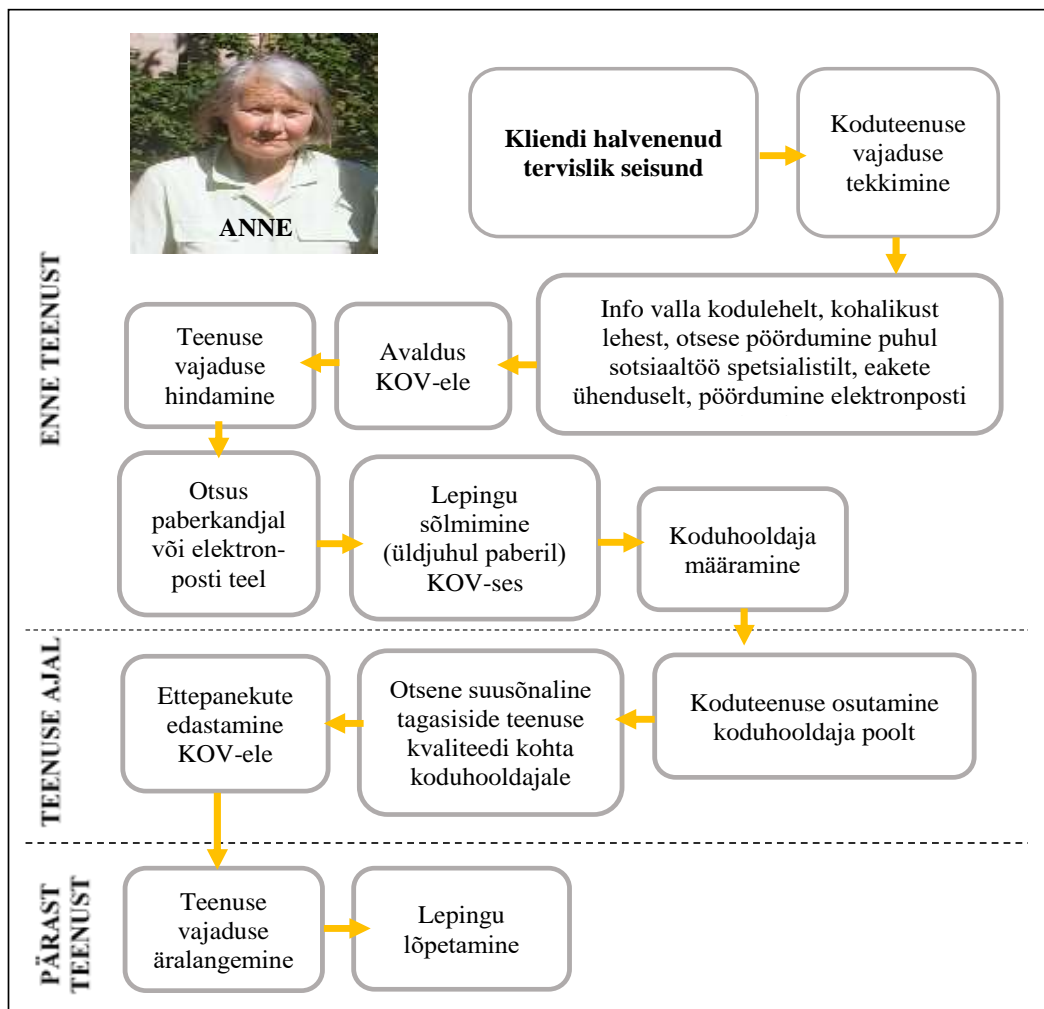 ANNE
Kliendi halvenenud
tervislik seisund
Koduteenuse
vajaduse
tekkimine
ENNE TEENUST
Info valla kodulehelt, kohalikust
lehest, otsese pöördumine puhul
sotsiaaltöö spetsialistilt, eakete
ühenduselt, pöördumine elektronposti
Avaldus
KOV-ele
Teenuse
vajaduse
hindamine
Otsus
paberkandjal
või elektron-
posti teel
Lepingu
sõlmimine
(üldjuhul paberil)
KOV-ses
Koduhooldaja
määramine
TEENUSE AJAL
Koduteenuse osutamine
koduhooldaja poolt
Otsene suusõnaline
tagasiside teenuse
kvaliteedi kohta
koduhooldajale
Ettepanekute
edastamine
KOV-ele
PÄRAST
TEENUST
Teenuse
vajaduse
äralangemine
Lepingu
lõpetamine